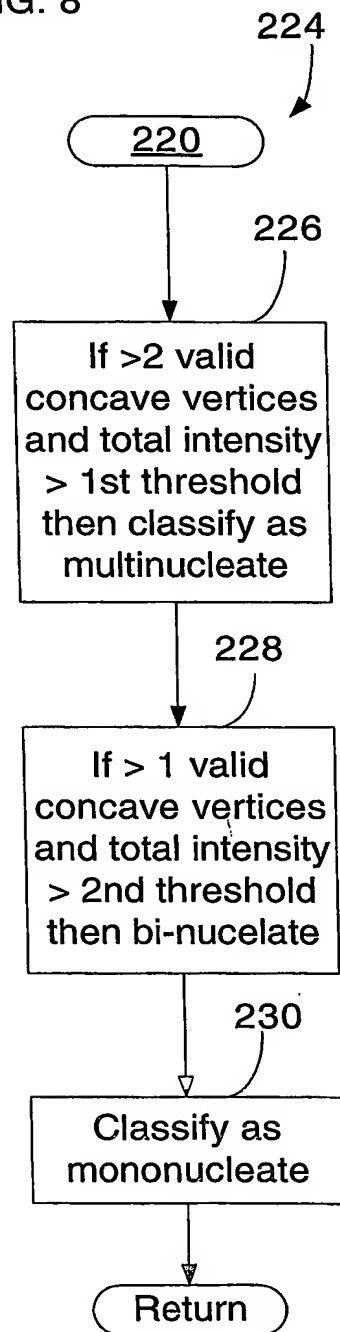 FIG. 8
224
220
226
If >2 valid
concave vertices
and total intensity
> 1st threshold
then classify as
multinucleate
228
If > 1 valid
concave vertices
and total intensity
> 2nd threshold
then bi-nucelate
230
Classify as
mononucleate
Return